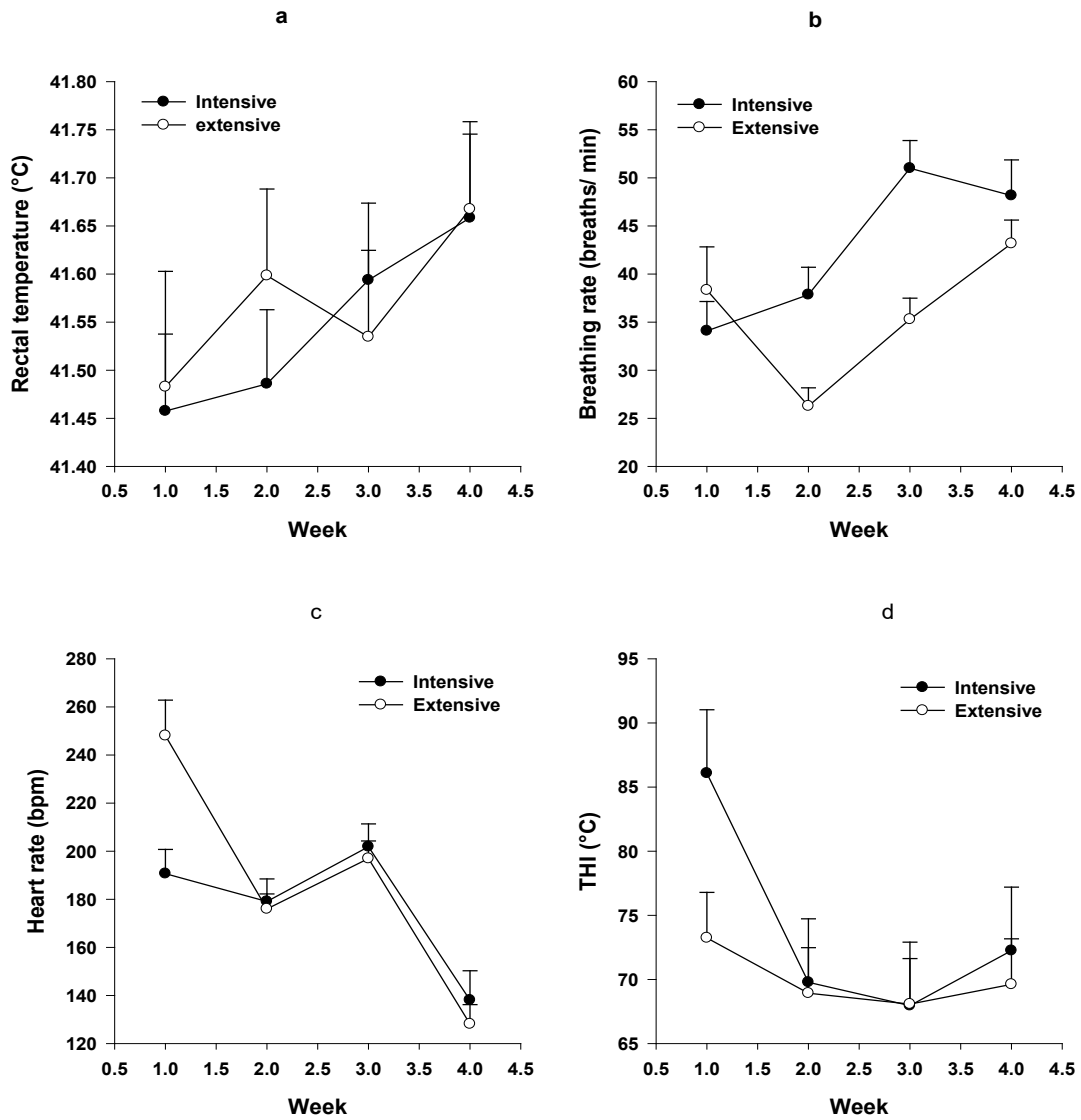 a
Rectal temperature (°C)
41.80
41.75
41.70
41.65
41.60
41.55
41.50
41.45
41.40
Intensive
extensive
0.5 1.0 1.5 2.0 2.5 3.0 3.5 4.0 4.5
Week
b
Breathing rate (breaths/ min)
60
55
50
45
40
35
30
25
20
Intensive
Extensive
0.5 1.0 1.5 2.0 2.5 3.0 3.5 4.0 4.5
Week
c
Heart rate (bpm)
280
260
240
220
200
180
160
140
120
Intensive
Extensive
0.5 1.0 1.5 2.0 2.5 3.0 3.5 4.0 4.5
Week
d
THI (°C)
95
90
85
80
75
70
65
Intensive
Extensive
0.5 1.0 1.5 2.0 2.5 3.0 3.5 4.0 4.5
Week